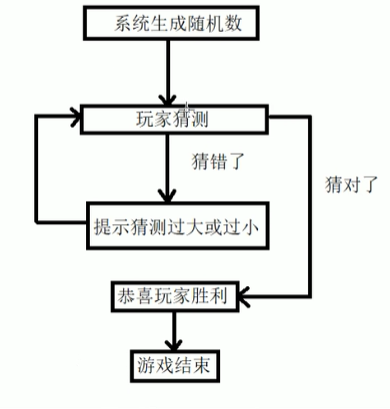 系统生成随机数
玩家猜测
猜错了
猜对了
提示猜测过大或过小
恭喜玩家胜利
游戏结束